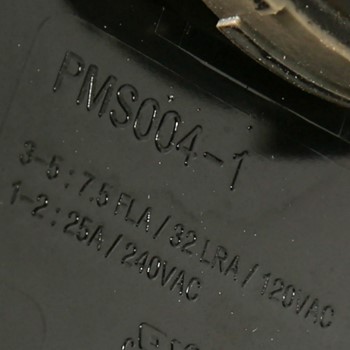 PMS004-1
3-5 : 7.5 FLA / 32 LRA / 120VAC
1-2 : 25A / 240VAC